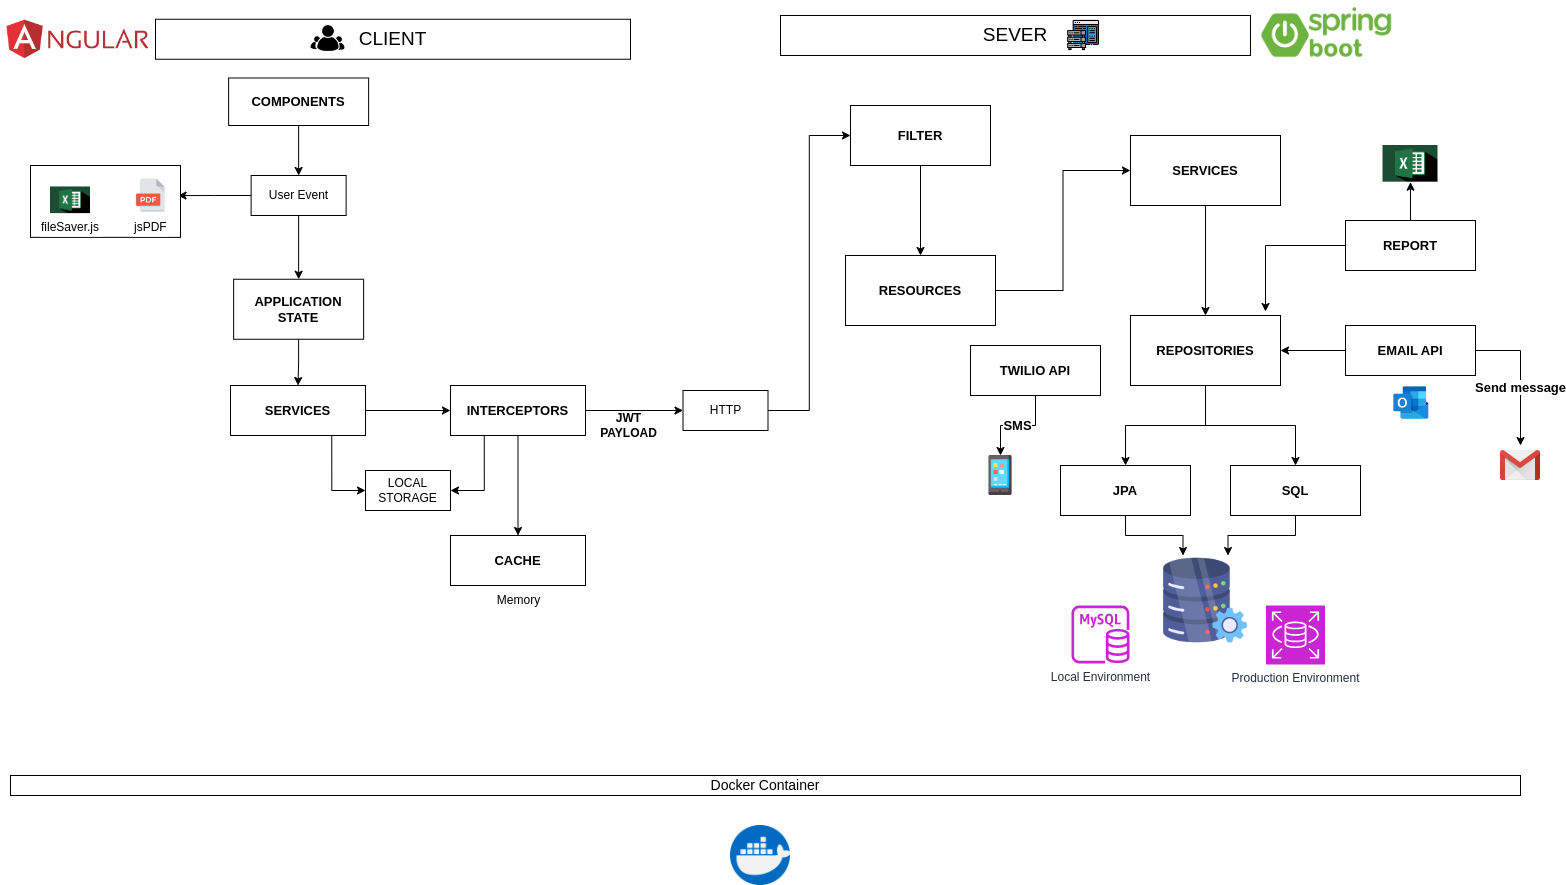 NGULAR
CLIENT
SEVER
spring
boot
COMPONENTS
User Event
PDF
fileSaver.js
jsPDF
APPLICATION
STATE
SERVICES
INTERCEPTORS
JWT
PAYLOAD
HTTP
LOCAL
STORAGE
CACHE
Memory
FILTER
RESOURCES
SERVICES
X
REPORT
REPOSITORIES
EMAIL API
Send message
TWILIO API
SMS
JPA
SQL
MySQL
Local Environment
Production Environment
Docker Container